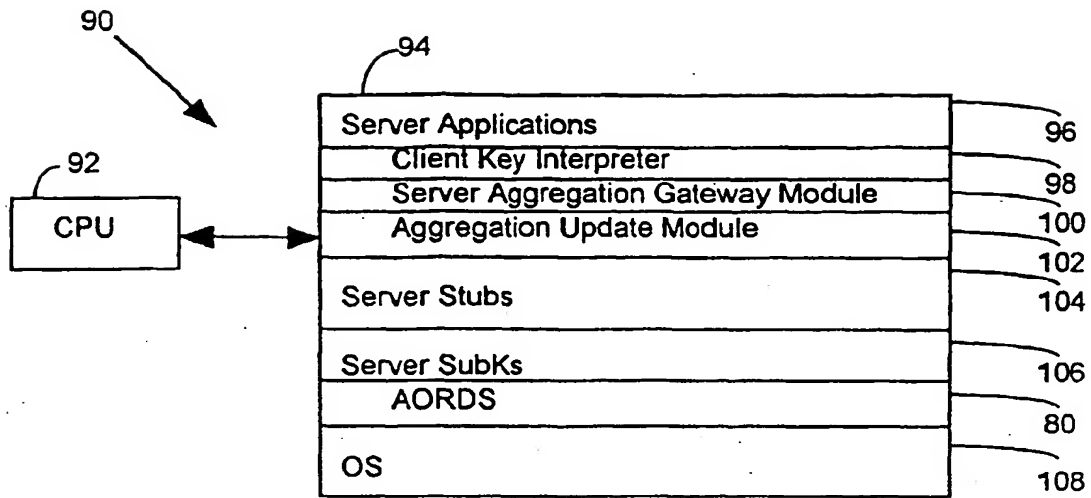 90
94
Server Applications
96
92
Client Key Interpreter
98
Server Aggregation Gateway Module
100
CPU
Aggregation Update Module
102
Server Stubs
104
Server SubKs
106
AORDS
80
OS
108